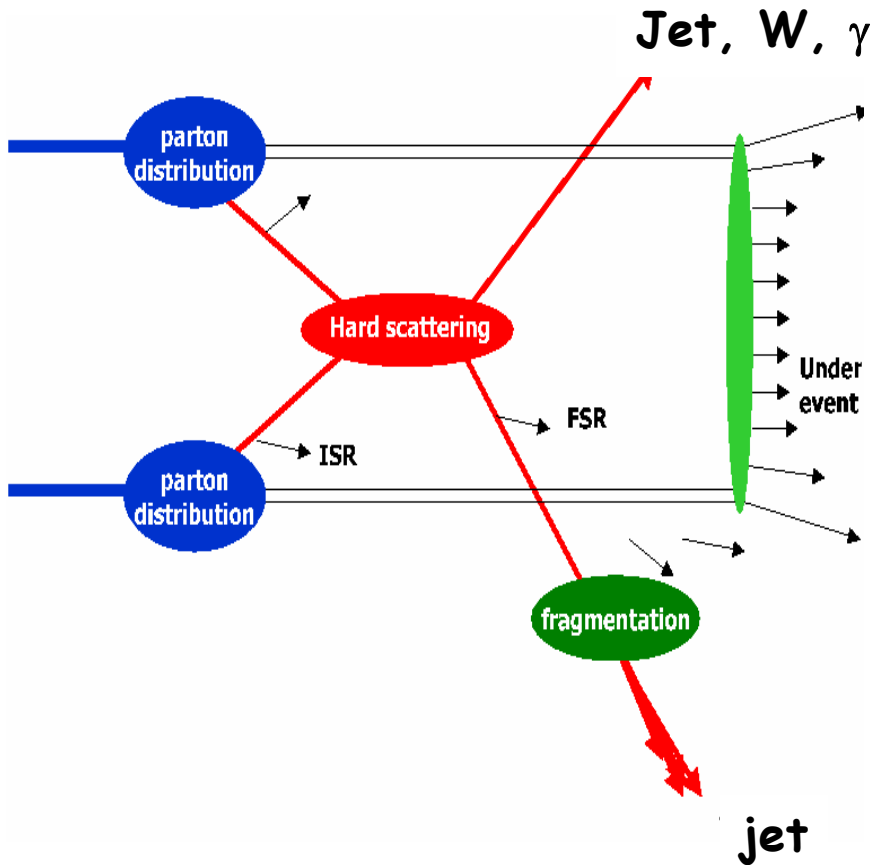 Jet, W, γ
parton
distribution
Hard scattering
Under
event
FSR
ISR
parton
distribution
fragmentation
jet